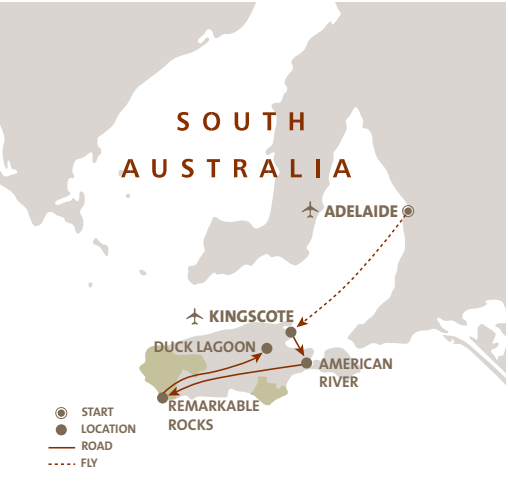 SOUTH
AUSTRALIA
ADELAIDE
KINGSCOTE
DUCK LAGOON
AMERICAN
RIVER
REMARKABLE
ROCKS
START
LOCATION
ROAD
FLY